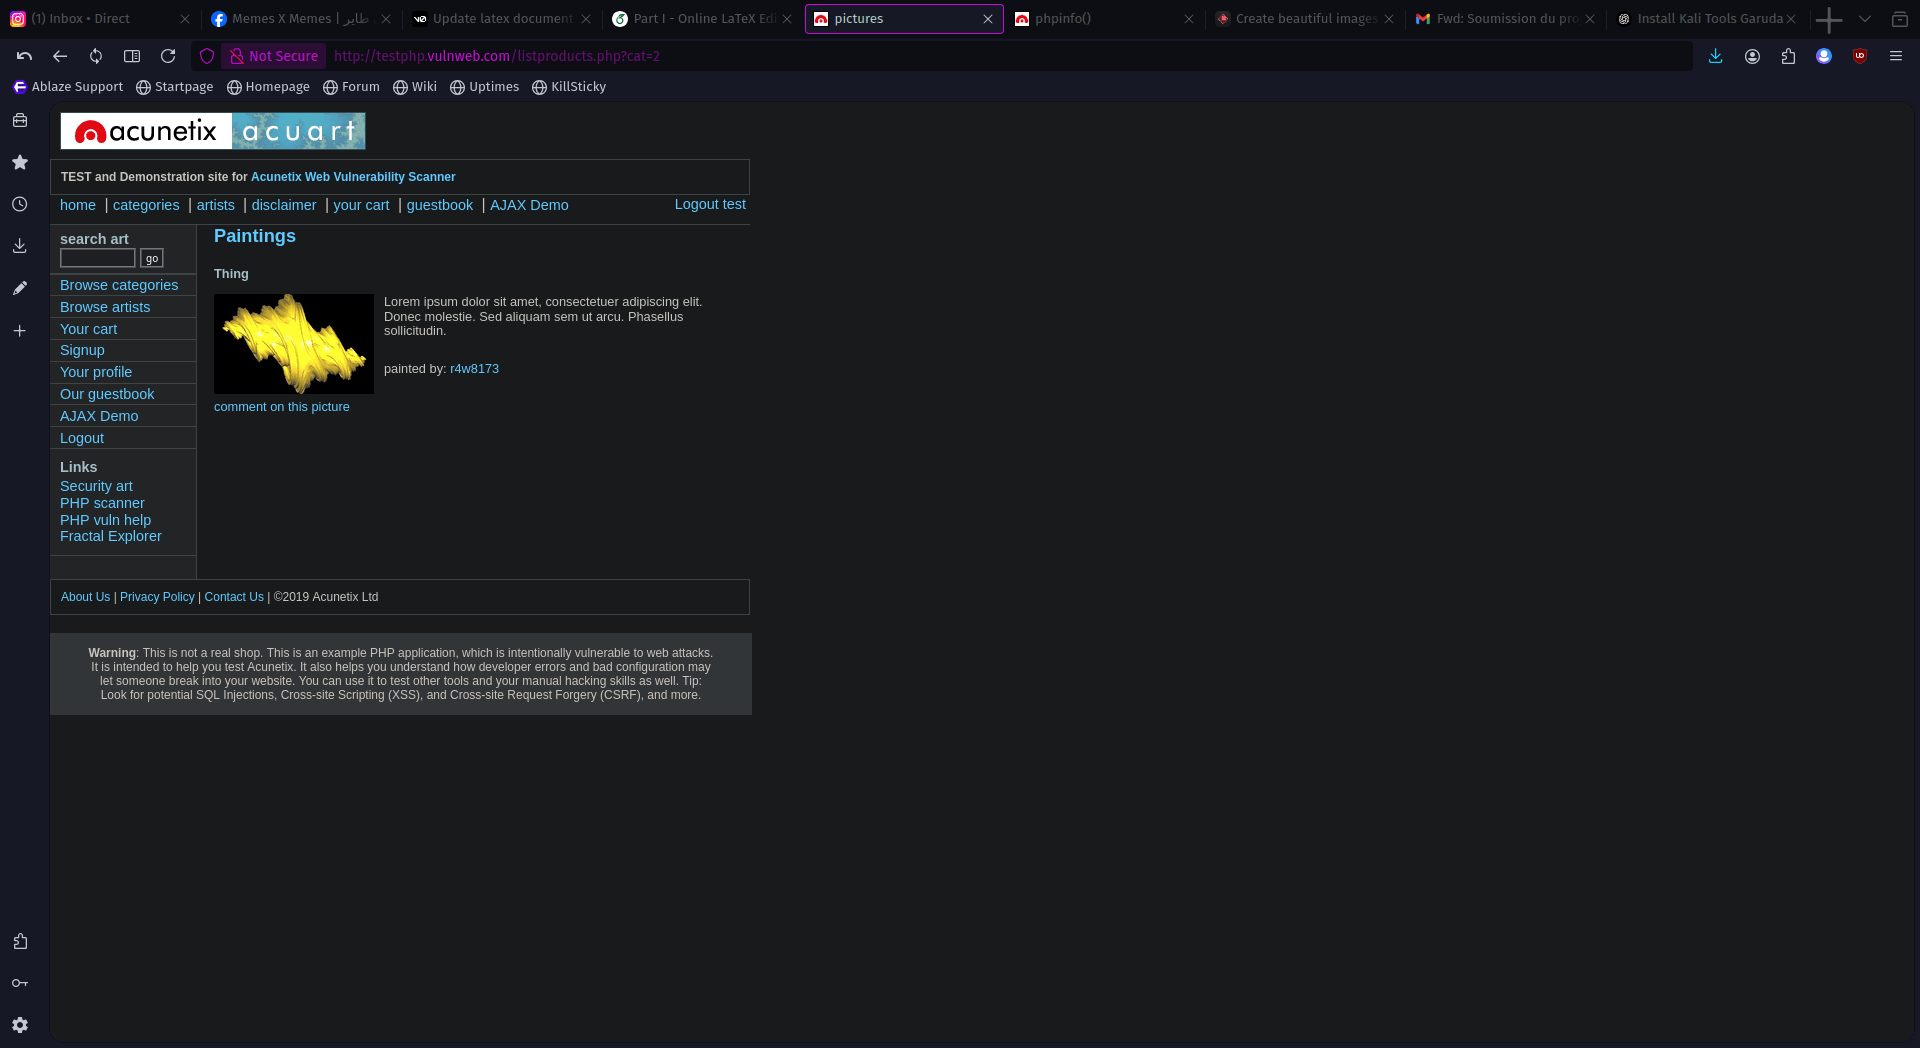 (1) Inbox • Direct
Memes X Memes | طاير
Update latex document
Part I - Online LaTeX Edi
pictures
phpinfo()
Create beautiful images
Fwd: Soumission du pro
Install Kali Tools Garuda
Not Secure
http://testphp.vulnweb.com/listproducts.php?cat=2
Ablaze Support
Startpage
Homepage
Forum
Wiki
Uptimes
KillSticky
acunetix acuart
TEST and Demonstration site for Acunetix Web Vulnerability Scanner
home | categories | artists | disclaimer | your cart | guestbook | AJAX Demo
Logout test
search art
go
Browse categories
Browse artists
Your cart
Signup
Your profile
Our guestbook
AJAX Demo
Logout
Links
Security art
PHP scanner
PHP vuln help
Fractal Explorer
Paintings
Thing
Lorem ipsum dolor sit amet, consectetuer adipiscing elit.
Donec molestie. Sed aliquam sem ut arcu. Phasellus
sollicitudin.
painted by: r4w8173
comment on this picture
About Us | Privacy Policy | Contact Us | ©2019 Acunetix Ltd
Warning: This is not a real shop. This is an example PHP application, which is intentionally vulnerable to web attacks.
It is intended to help you test Acunetix. It also helps you understand how developer errors and bad configuration may
let someone break into your website. You can use it to test other tools and your manual hacking skills as well. Tip:
Look for potential SQL Injections, Cross-site Scripting (XSS), and Cross-site Request Forgery (CSRF), and more.